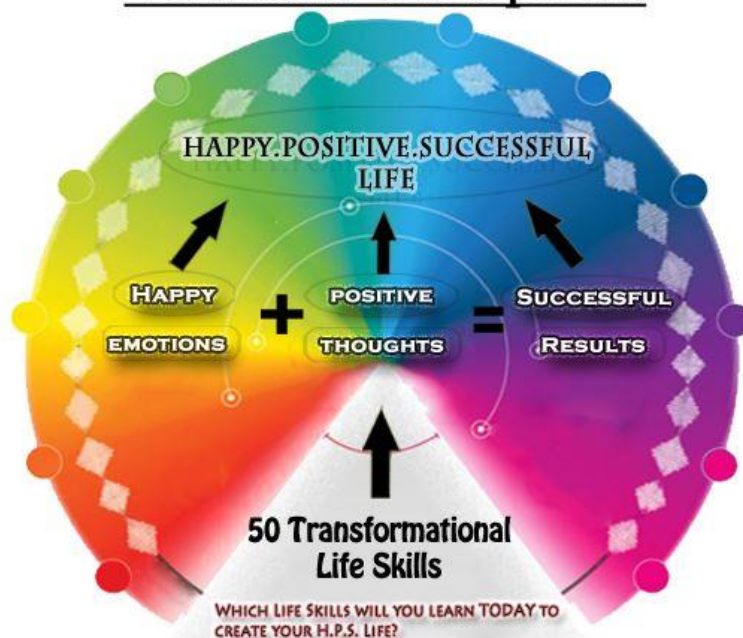 HAPPY.POSITIVE.SUCCESSFUL
LIFE
HAPPY
EMOTIONS
+
POSITIVE
THOUGHTS
=
SUCCESSFUL
RESULTS
50 Transformational
Life Skills
WHICH LIFE SKILLS WILL YOU LEARN TODAY TO
CREATE YOUR H.P.S. LIFE?